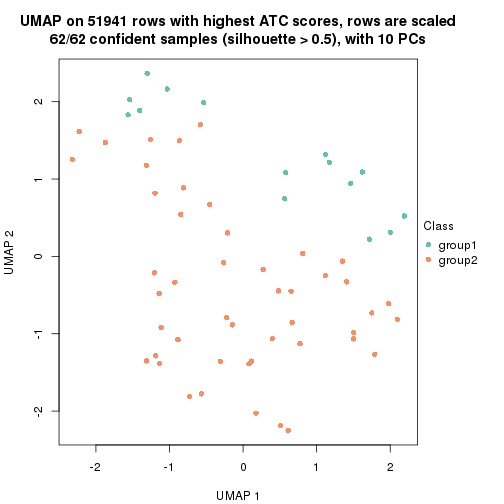 UMAP on 51941 rows with highest ATC scores, rows are scaled
62/62 confident samples (silhouette > 0.5), with 10 PCs
2
1
0
-1
-2
UMAP 2
-2
-1
0
1
2
UMAP 1
Class
group1
group2